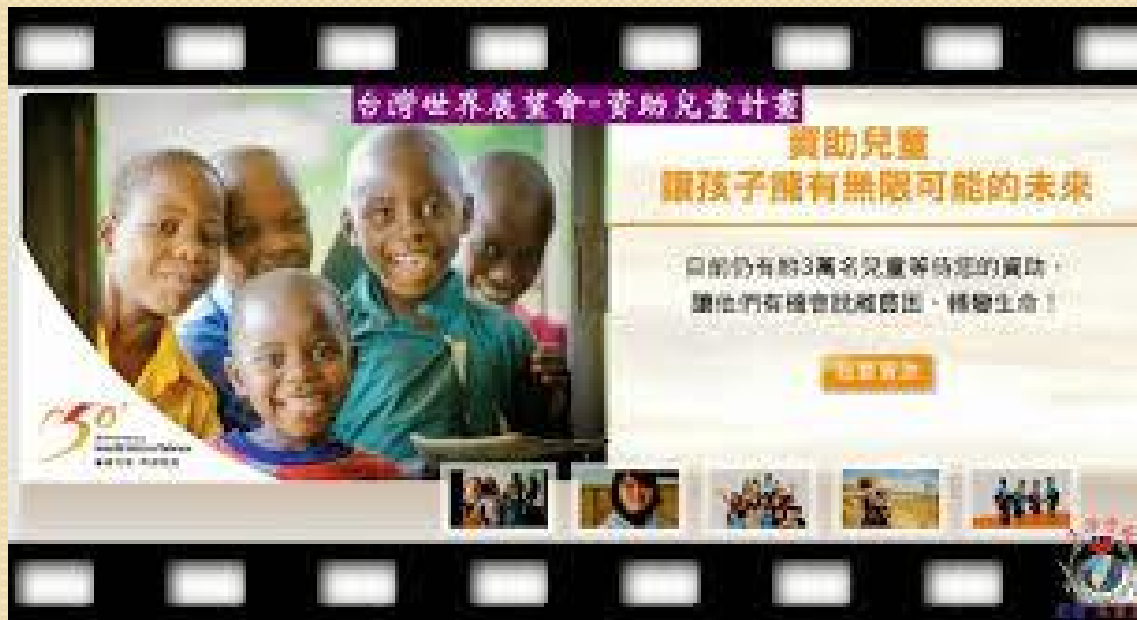 台灣世界展望會-資助兒童計畫
資助兒童
讓孩子擁有無限可能的未來
目前仍有約3萬名兒童等待您的資助，
讓他們有機會脫離貧困、轉變生命！
50